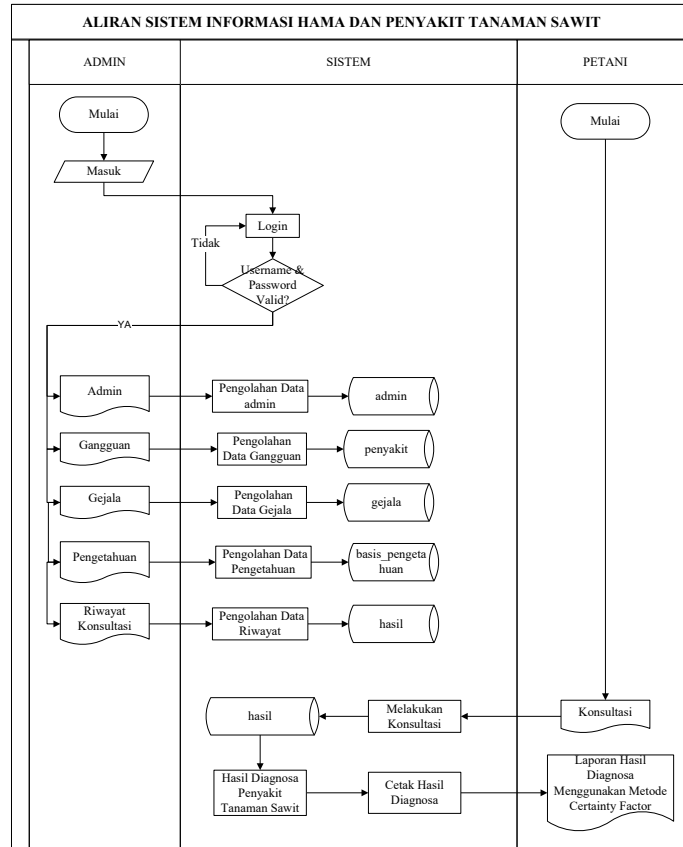 ALIRAN SISTEM INFORMASI HAMA DAN PENYAKIT TANAMAN SAWIT
ADMIN
SISTEM
PETANI
Mulai
Mulai
Masuk
Login
Tidak
Username &
Password
Valid?
YA
Admin
Pengolahan Data
admin
admin
Gangguan
Pengolahan
Data Gangguan
penyakit
Gejala
Pengolahan
Data Gejala
gejala
Pengetahuan
Pengolahan Data
Pengetahuan
basis_pengeta
huan
Riwayat
Konsultasi
Pengolahan Data
Riwayat
hasil
hasil
Melakukan
Konsultasi
Konsultasi
Hasil Diagnosa
Penyakit
Tanaman Sawit
Cetak Hasil
Diagnosa
Laporan Hasil
Diagnosa
Menggunakan Metode
Certainty Factor